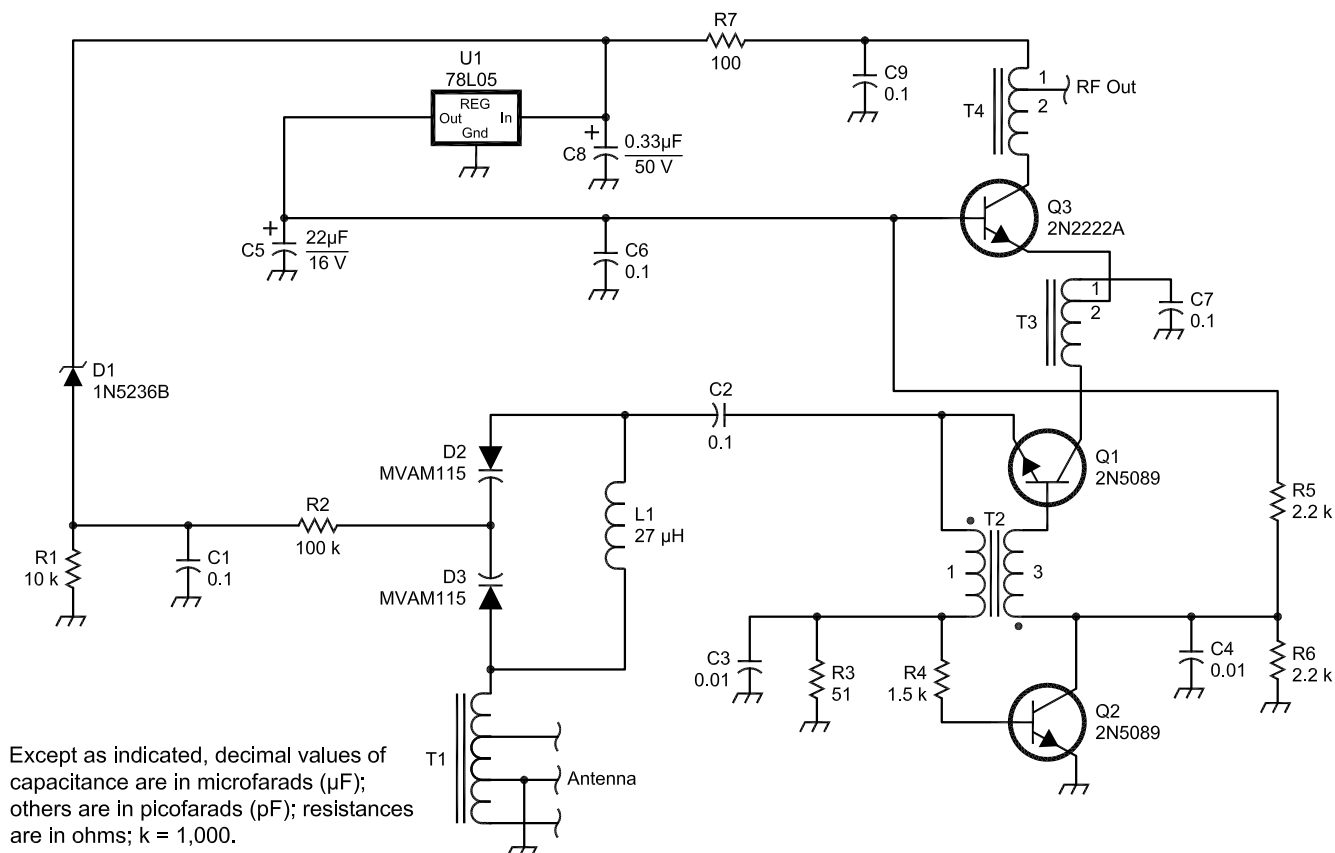 R7
100
U1
78L05
REG
Out
In
Gnd
+
C8
0.33µF
50 V
C9
0.1
T4
1
2
RF Out
Q3
2N2222A
+
C5
22µF
16 V
C6
0.1
T3
1
2
C7
0.1
D1
1N5236B
C2
0.1
D2
MVAM115
Q1
2N5089
R5
2.2 k
R2
100 k
L1
27 µH
T2
1
3
R1
10 k
C1
0.1
D3
MVAM115
C3
0.01
R3
51
R4
1.5 k
C4
0.01
R6
2.2 k
Q2
2N5089
T1
Antenna
Except as indicated, decimal values of
capacitance are in microfarads (µF);
others are in picofarads (pF); resistances
are in ohms; k = 1,000.